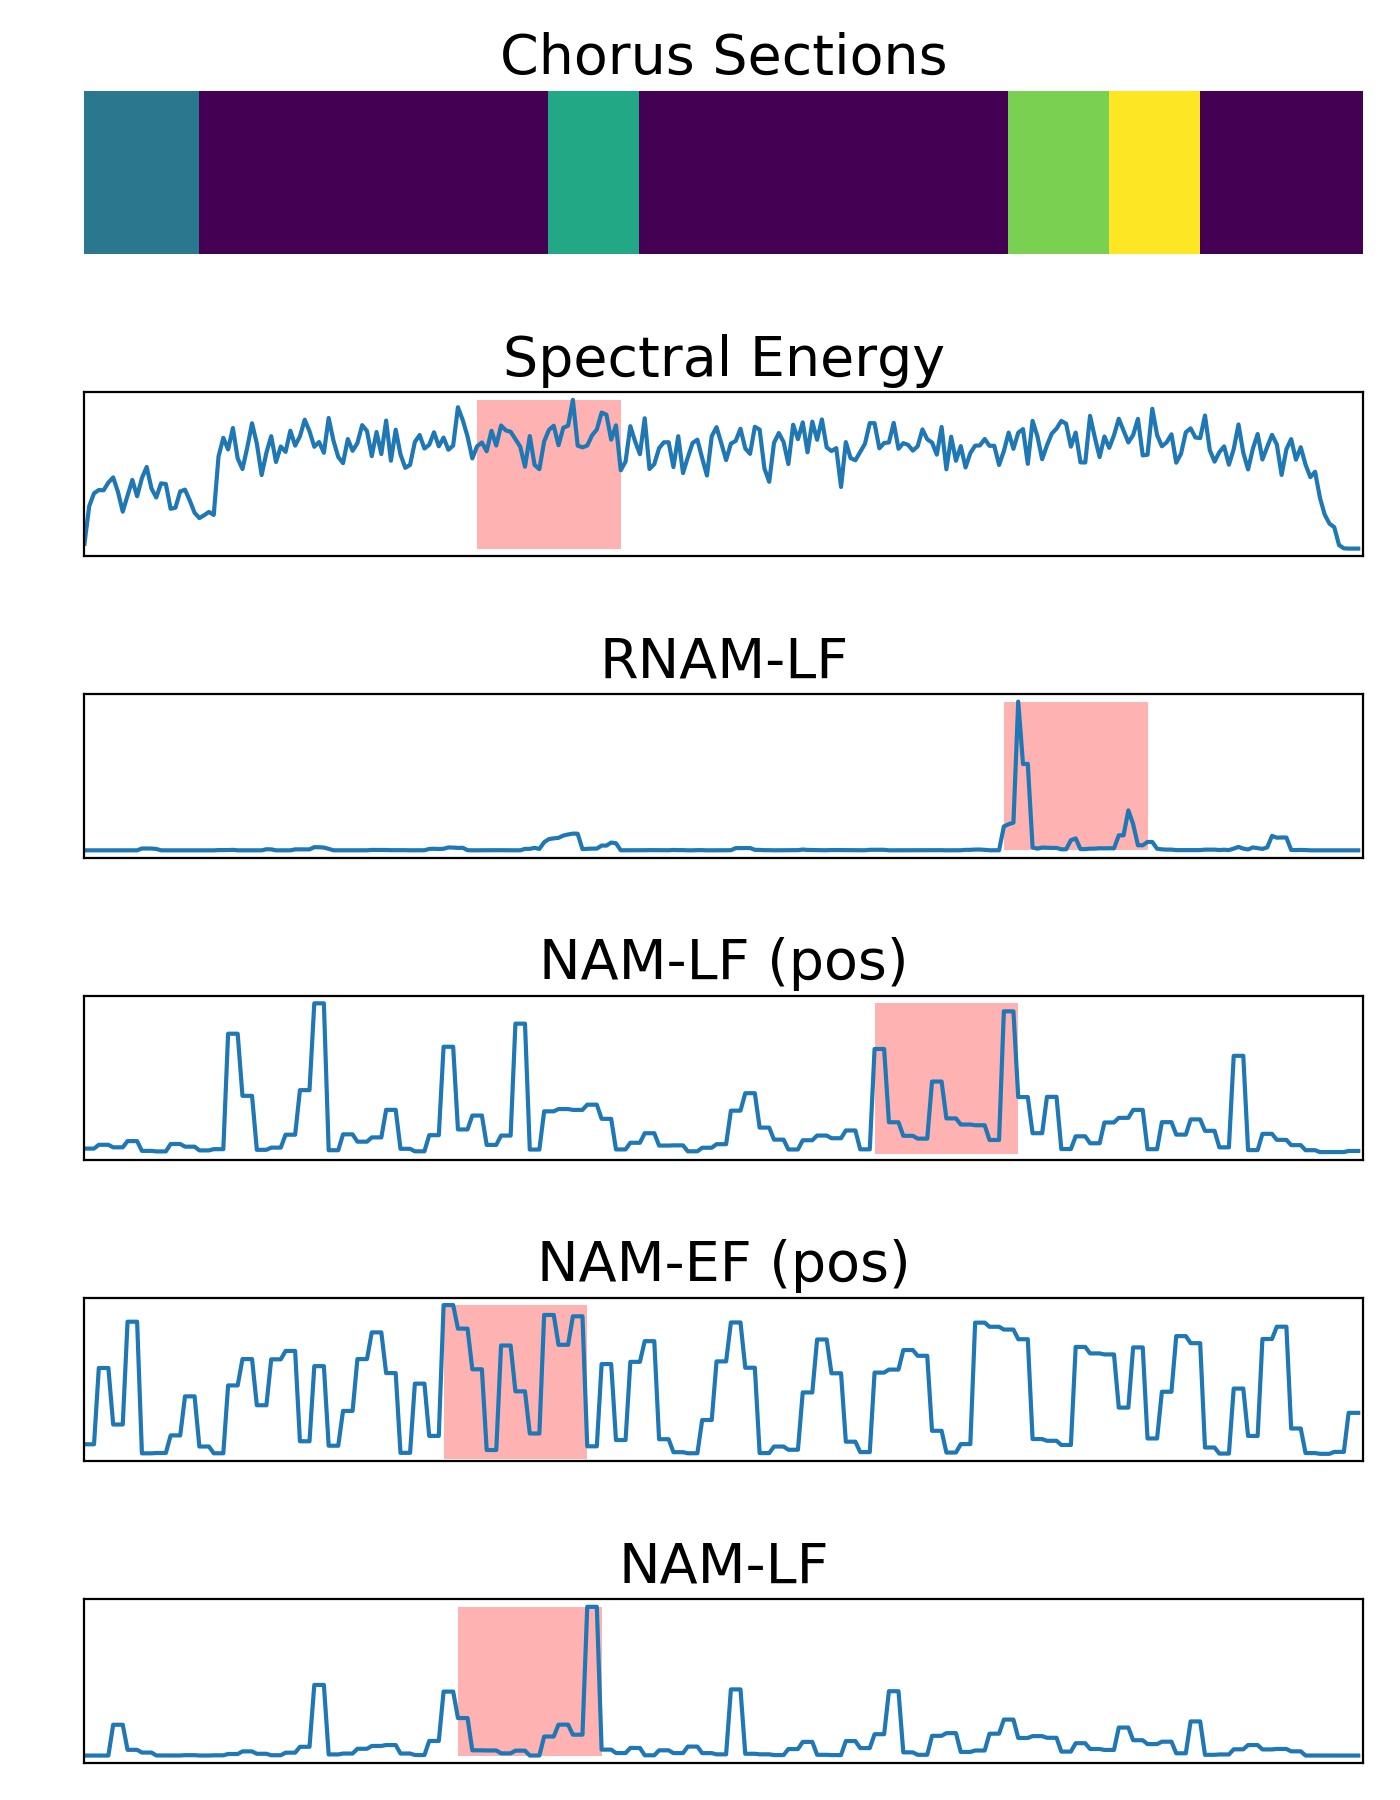 Chorus Sections
Spectral Energy
RNAM-LF
NAM-LF (pos)
NAM-EF (pos)
NAM-LF